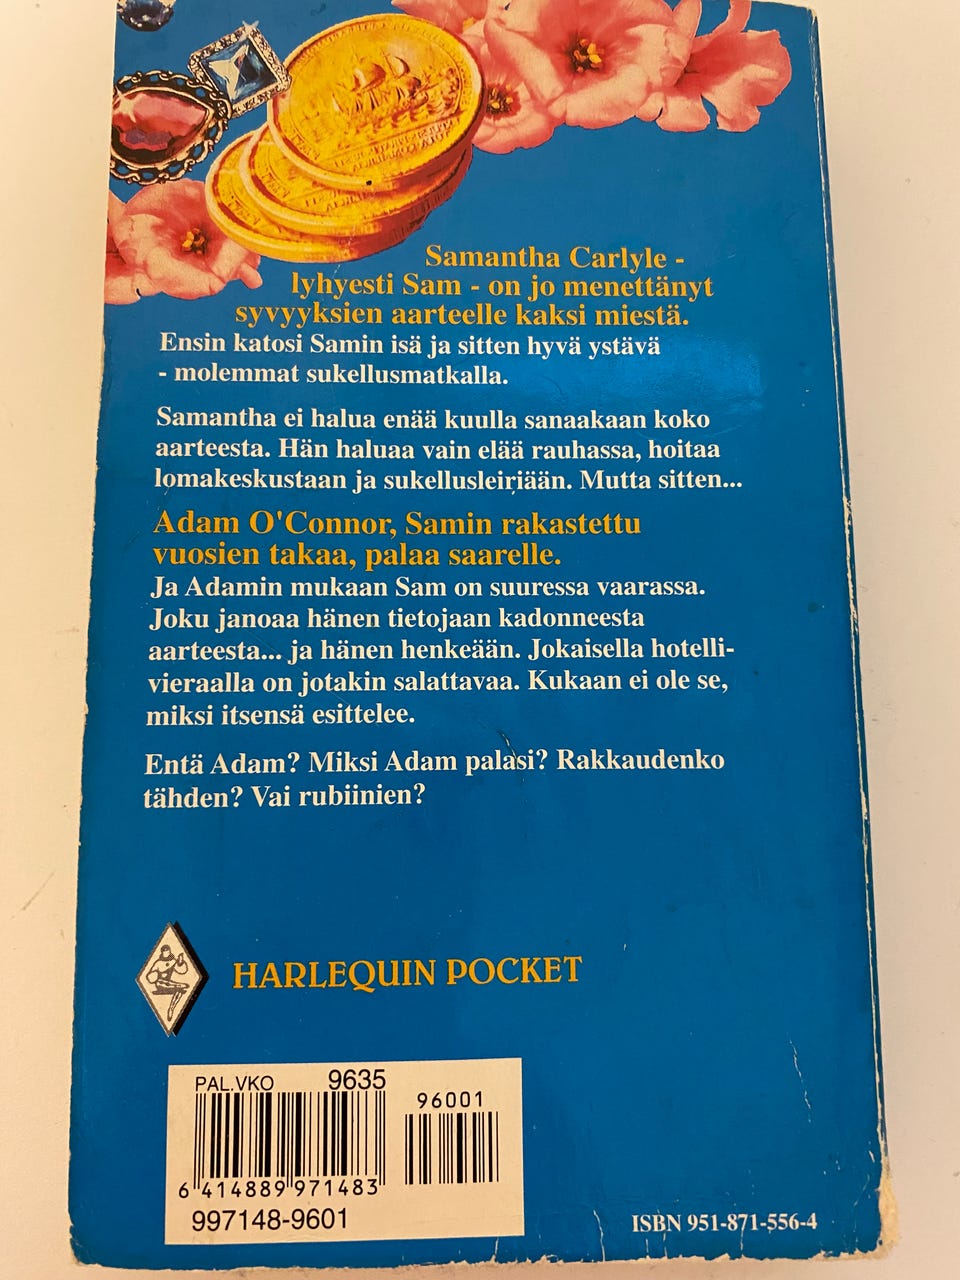 Samantha Carlyle -
lyhyesti Sam - on jo menettänyt
syvyyksien aarteelle kaksi miestä.
Ensin katosi Samin isä ja sitten hyvä ystävä
- molemmat sukellusmatkalla.
Samantha ei halua enää kuulla sanaakaan koko
aarteesta. Hän haluaa vain elää rauhassa, hoitaa
lomakeskustaan ja sukellusleiriään. Mutta sitten...
Adam O'Connor, Samin rakastettu
vuosien takaa, palaa saarelle.
Ja Adamin mukaan Sam on suuressa vaarassa.
Joku janoaa hänen tietojaan kadonneesta
aarteesta... ja hänen henkeään. Jokaisella hotelli-
vieraalla on jotakin salattavaa. Kukaan ei ole se,
miksi itsensä esittelee.
Entä Adam? Miksi Adam palasi? Rakkaudenko
tähden? Vai rubiinien?
HARLEQUIN POCKET
PAL.VKO 9635
96001
6 414889 971483
997148-9601
ISBN 951-871-556-4